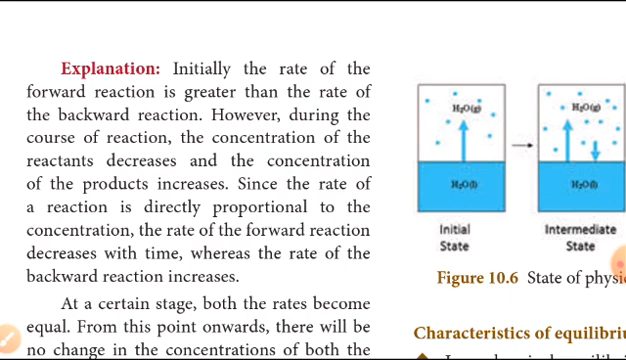 Explanation: Initially the rate of the
forward reaction is greater than the rate of
the backward reaction. However, during the
course of reaction, the concentration of the
reactants decreases and the concentration
of the products increases. Since the rate of
a reaction is directly proportional to the
concentration, the rate of the forward reaction
decreases with time, whereas the rate of the
backward reaction increases.
At a certain stage, both the rates become
equal. From this point onwards, there will be
no change in the concentrations of both the
H₂O(g)
H₂O(l)
Initial
State
H₂O(g)
H₂O(l)
Intermediate
State
Figure 10.6 State of physi
Characteristics of equilibriu